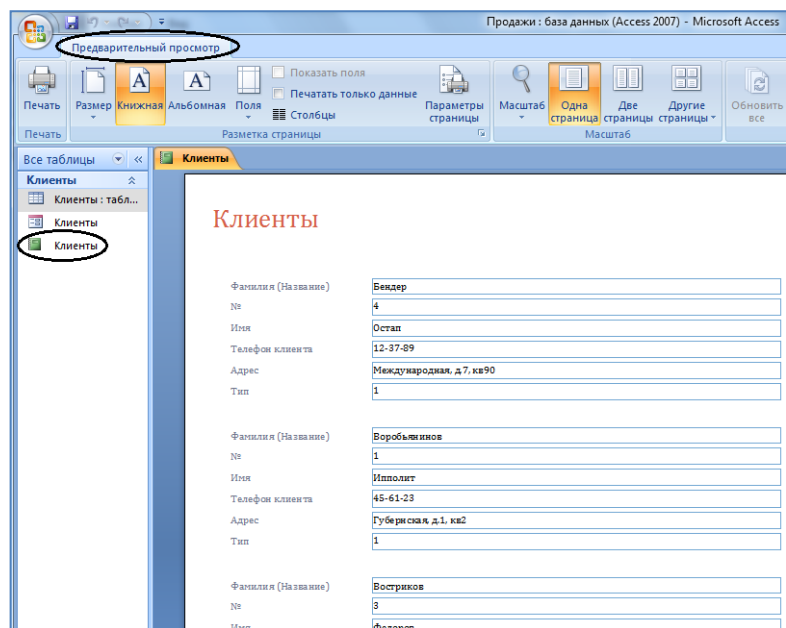 Продажи : база данных (Access 2007) - Microsoft Access
Предварительный просмотр
Печать
Размер
Книжная
Альбомная
Поля
Показать поля
Печатать только данные
Столбцы
Параметры страницы
Масштаб
Одна страница
Две страницы
Другие страницы
Обновить все
Печать
Разметка страницы
Масштаб
Все таблицы
Клиенты
Клиенты : табл...
Клиенты
Клиенты
Клиенты
Клиенты
Фамилия (Название) Бендер
№ 4
Имя Остап
Телефон клиента 12-37-89
Адрес Международная, д.7, кв90
Тип 1
Фамилия (Название) Воробьянинов
№ 1
Имя Ипполит
Телефон клиента 45-61-23
Адрес Губернская, д.1, кв2
Тип 1
Фамилия (Название) Востриков
№ 3
Имя Федоров